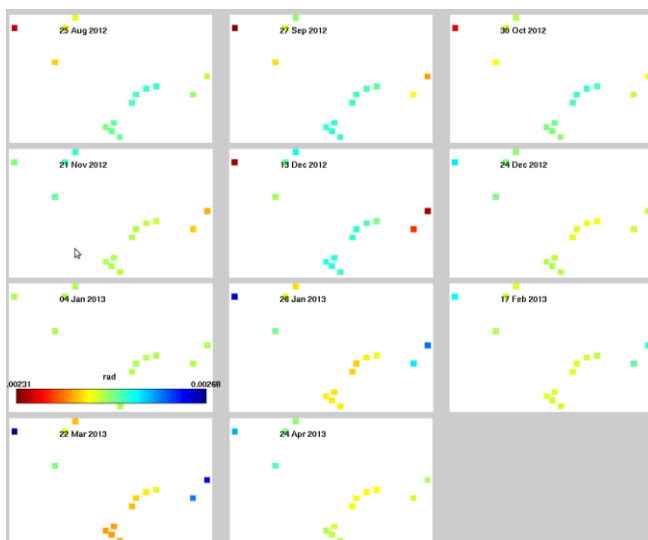 25 Aug 2012
27 Sep 2012
30 Oct 2012
21 Nov 2012
13 Dec 2012
24 Dec 2012
04 Jan 2013
26 Jan 2013
17 Feb 2013
rad
.00231
0.00268
22 Mar 2013
24 Apr 2013